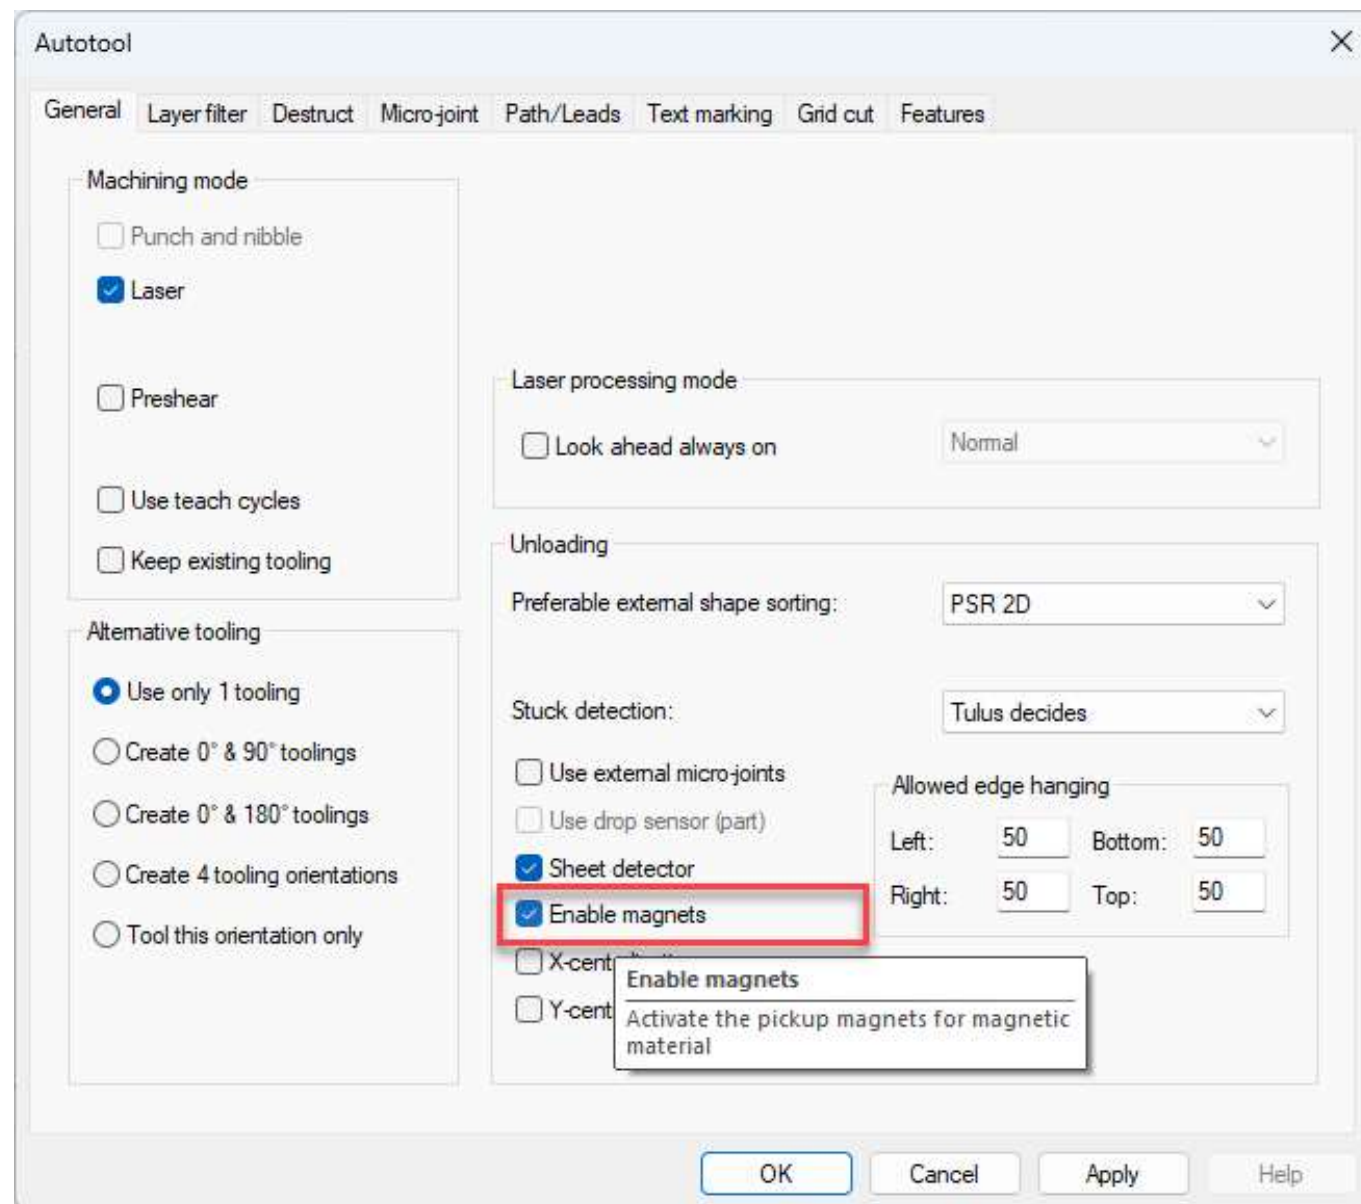 Autotool
General Layer filter Destruct Micro-joint Path/Leads Text marking Grid cut Features
Machining mode
Punch and nibble
Laser
Preshear
Use teach cycles
Keep existing tooling
Alternative tooling
Use only 1 tooling
Create 0° & 90° toolings
Create 0° & 180° toolings
Create 4 tooling orientations
Tool this orientation only
Laser processing mode
Look ahead always on Normal
Unloading
Preferable external shape sorting: PSR 2D
Stuck detection: Tulus decides
Use external micro-joints
Use drop sensor (part)
Sheet detector
Enable magnets
X-cent
Y-cent
Enable magnets
Activate the pickup magnets for magnetic
material
Allowed edge hanging
Left: 50 Bottom: 50
Right: 50 Top: 50
OK Cancel Apply Help